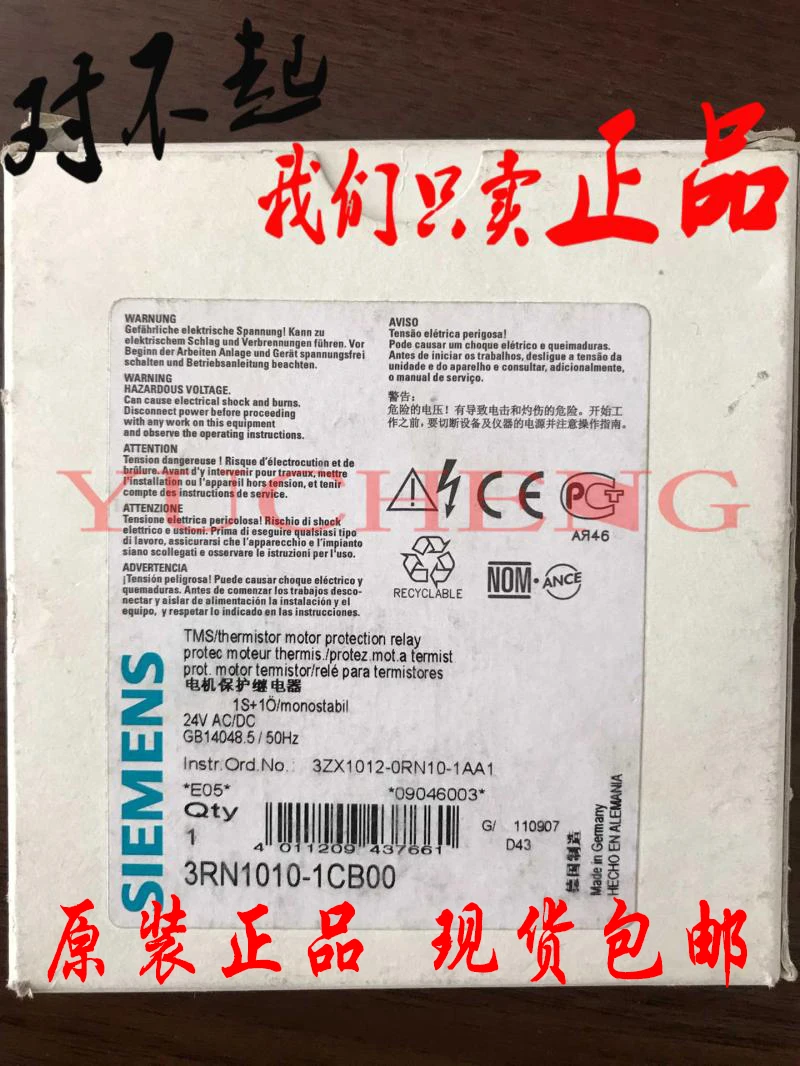 对不起
我们只卖正品
WARNUNG
Gefährliche elektrische Spannung! Kann zu
elektrischem Schlag und Verbrennungen führen. Vor
Beginn der Arbeiten Anlage und Gerät spannungsfrei
schalten und Betriebsanleitung beachten.
WARNING
HAZARDOUS VOLTAGE.
Can cause electrical shock and burns.
Disconnect power before proceeding
with any work on this equipment
and observe the operating instructions.
ATTENTION
Tension dangereuse ! Risque d'électrocution et de
brûlure. Avant d'y intervenir pour travaux, mettre
l'installation ou l'appareil hors tension, et tenir
compte des instructions de service.
ATTENZIONE
Tensione elettrica pericolosa! Rischio di shock
elettrico e ustioni. Prima di eseguire qualsiasi tipo
di lavoro, assicurarsi che l'apparecchio e l'impianto
siano scollegati e osservare le istruzioni per l'uso.
ADVERTENCIA
¡Tensión peligrosa! Puede causar choque eléctrico y
quemaduras. Antes de comenzar los trabajos desco-
nectar y aislar de alimentación la instalación y el
equipo, y respetar lo indicado en las instrucciones.
AVISO
Tensão elétrica perigosa!
Pode causar um choque elétrico e queimaduras.
Antes de iniciar os trabalhos, desligue a tensão da
unidade e do aparelho e consultar, adicionalmente,
o manual de serviço.
警告:
危险的电压!有导致电击和灼伤的危险。开始工
作之前,要切断设备及仪器的电源并注意操作指南。
YUCHENG
CE
РСТ
АЯ46
RECYCLABLE
NOM·ANCE
SIEMENS
TMS/thermistor motor protection relay
protec moteur thermis./protez.mot.a termist
prot. motor termistor/relé para termistores
电机保护继电器
1S+1Ö/monostabil
24V AC/DC
GB14048.5 / 50Hz
Instr.Ord.No.: 3ZX1012-0RN10-1AA1
*E05* *09046003*
Qty
1
4 011209 437661
G/ 110907
D43
3RN1010-1CB00
德国制造
Made in Germany
HECHO EN ALEMANIA
原装正品 现货包邮